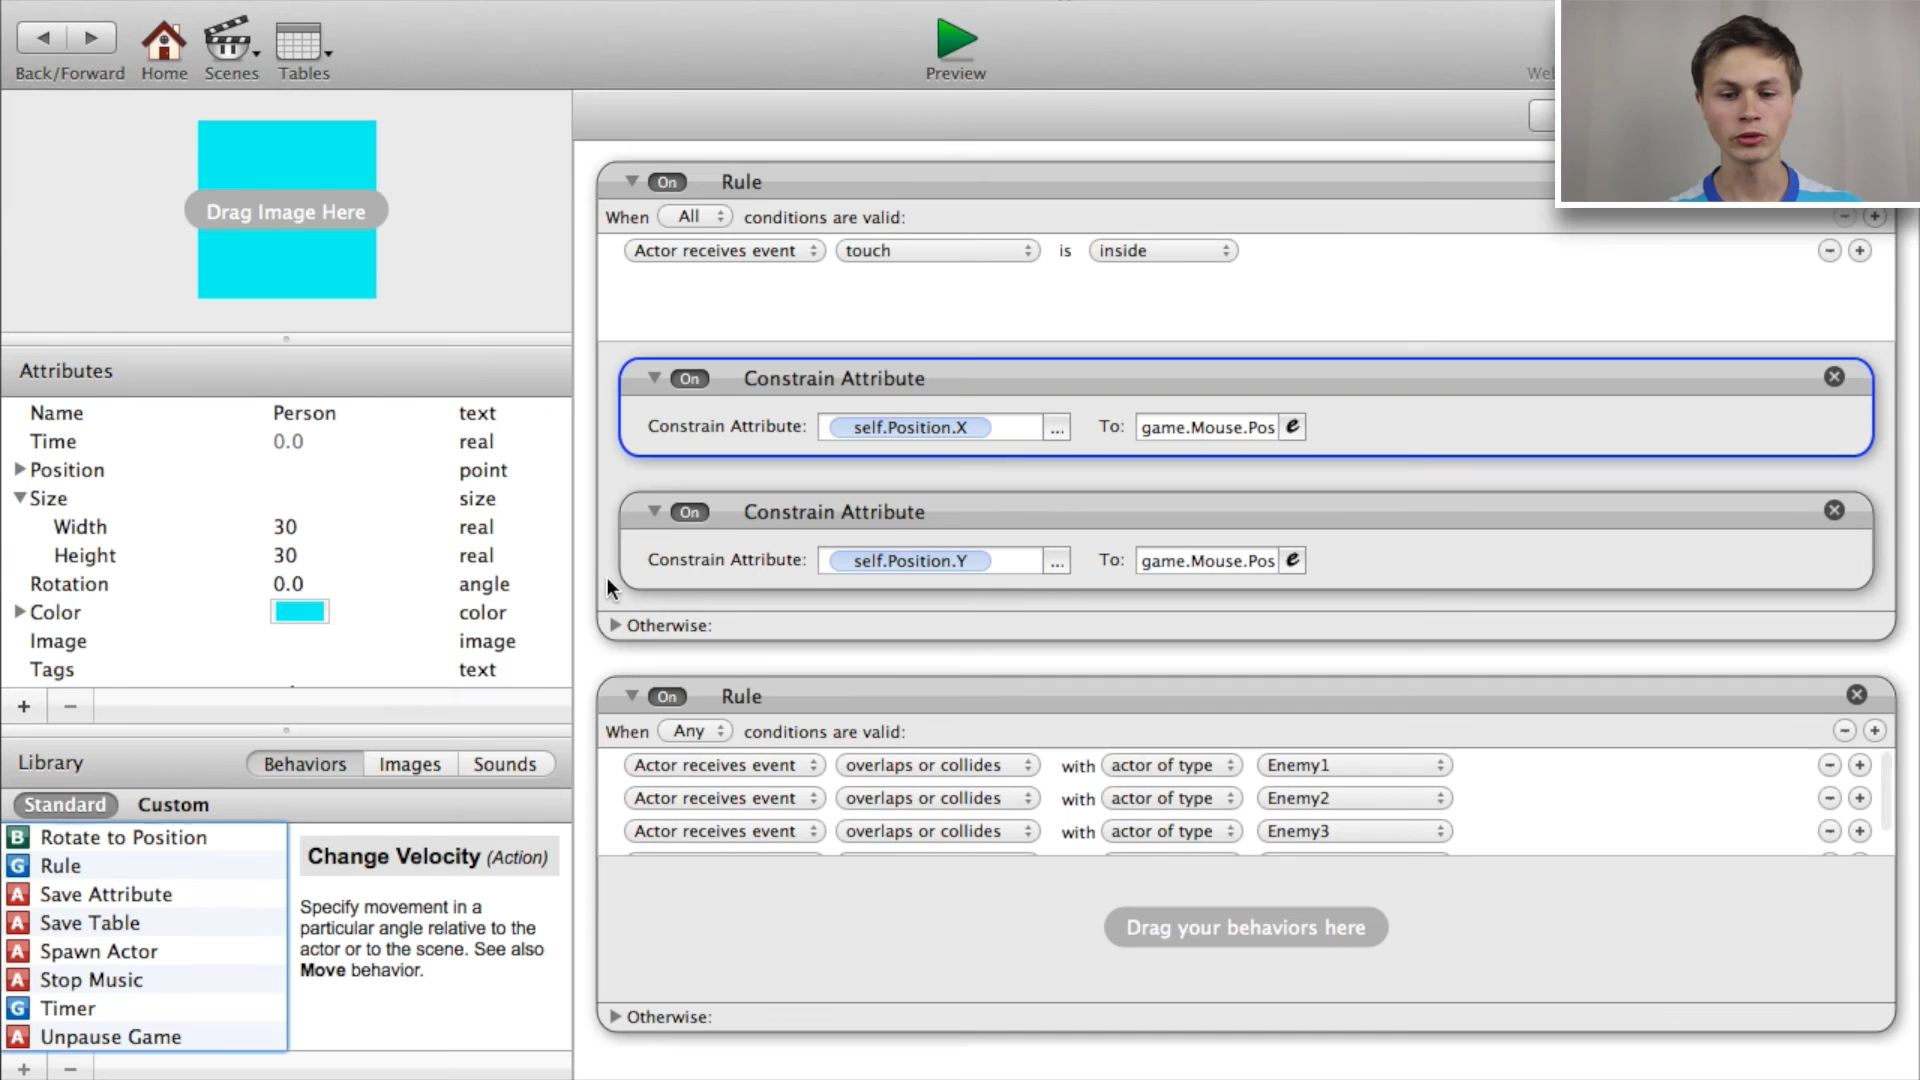 Back/Forward Home Scenes Tables Preview
Drag Image Here
Attributes
Name Person text
Time 0.0 real
Position point
Size size
Width 30 real
Height 30 real
Rotation 0.0 angle
Color color
Image image
Tags text
+ −
Library Behaviors Images Sounds
Standard Custom
B Rotate to Position
G Rule
A Save Attribute
A Save Table
A Spawn Actor
A Stop Music
G Timer
A Unpause Game
+ −
Change Velocity (Action)
Specify movement in a
particular angle relative to the
actor or to the scene. See also
Move behavior.
On Rule
When All conditions are valid:
Actor receives event touch is inside
On Constrain Attribute
Constrain Attribute: self.Position.X ... To: game.Mouse.Pos e
On Constrain Attribute
Constrain Attribute: self.Position.Y ... To: game.Mouse.Pos e
Otherwise:
On Rule
When Any conditions are valid:
Actor receives event overlaps or collides with actor of type Enemy1
Actor receives event overlaps or collides with actor of type Enemy2
Actor receives event overlaps or collides with actor of type Enemy3
Drag your behaviors here
Otherwise: